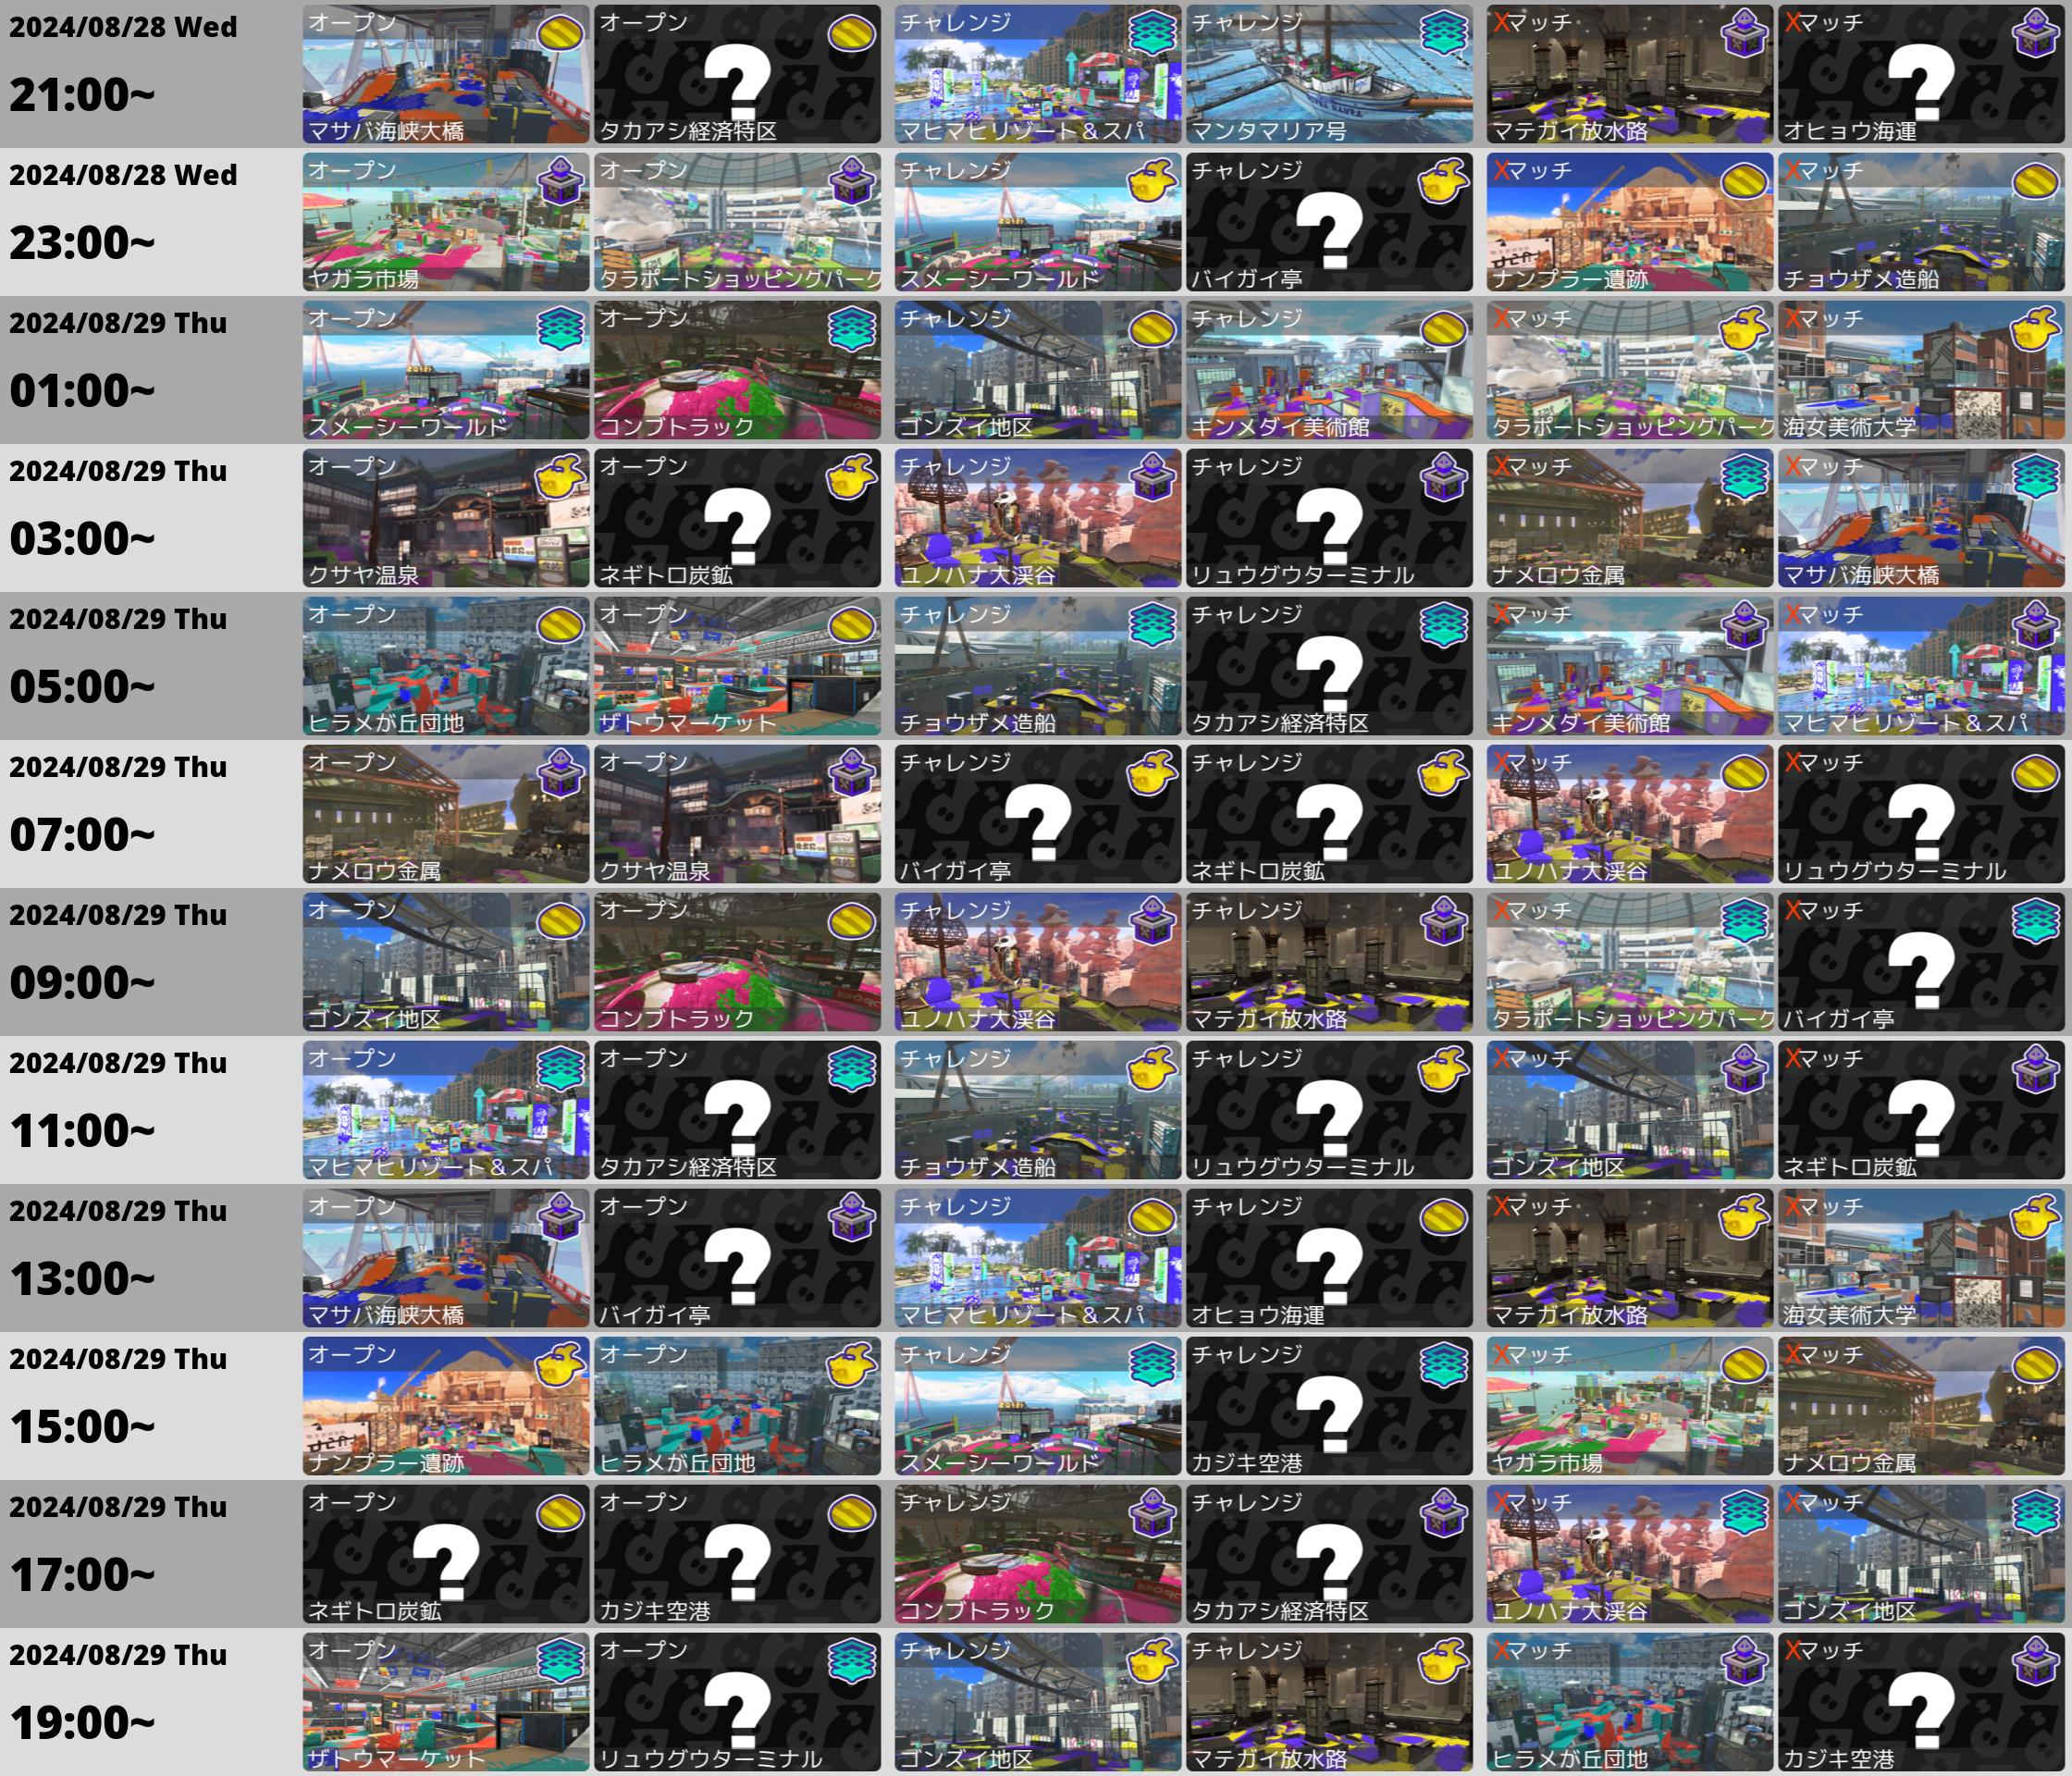 2024/08/28 Wed
21:00~
オープン
マサバ海峡大橋
オープン
タカアシ経済特区
チャレンジ
マヒマヒリゾート＆スパ
チャレンジ
マンタマリア号
Xマッチ
マテガイ放水路
Xマッチ
オヒョウ海運
2024/08/28 Wed
23:00~
オープン
ヤガラ市場
オープン
タラポートショッピングパーク
チャレンジ
スメーシーワールド
チャレンジ
バイガイ亭
Xマッチ
ナンプラー遺跡
Xマッチ
チョウザメ造船
2024/08/29 Thu
01:00~
オープン
スメーシーワールド
オープン
コンブトラック
チャレンジ
ゴンズイ地区
チャレンジ
キンメダイ美術館
Xマッチ
タラポートショッピングパーク
Xマッチ
海女美術大学
2024/08/29 Thu
03:00~
オープン
クサヤ温泉
オープン
ネギトロ炭鉱
チャレンジ
ユノハナ大渓谷
チャレンジ
リュウグウターミナル
Xマッチ
ナメロウ金属
Xマッチ
マサバ海峡大橋
2024/08/29 Thu
05:00~
オープン
ヒラメが丘団地
オープン
ザトウマーケット
チャレンジ
チョウザメ造船
チャレンジ
タカアシ経済特区
Xマッチ
キンメダイ美術館
Xマッチ
マヒマヒリゾート＆スパ
2024/08/29 Thu
07:00~
オープン
ナメロウ金属
オープン
クサヤ温泉
チャレンジ
バイガイ亭
チャレンジ
ネギトロ炭鉱
Xマッチ
ユノハナ大渓谷
Xマッチ
リュウグウターミナル
2024/08/29 Thu
09:00~
オープン
ゴンズイ地区
オープン
コンブトラック
チャレンジ
ユノハナ大渓谷
チャレンジ
マテガイ放水路
Xマッチ
タラポートショッピングパーク
Xマッチ
バイガイ亭
2024/08/29 Thu
11:00~
オープン
マヒマヒリゾート＆スパ
オープン
タカアシ経済特区
チャレンジ
チョウザメ造船
チャレンジ
リュウグウターミナル
Xマッチ
ゴンズイ地区
Xマッチ
ネギトロ炭鉱
2024/08/29 Thu
13:00~
オープン
マサバ海峡大橋
オープン
バイガイ亭
チャレンジ
マヒマヒリゾート＆スパ
チャレンジ
オヒョウ海運
Xマッチ
マテガイ放水路
Xマッチ
海女美術大学
2024/08/29 Thu
15:00~
オープン
ナンプラー遺跡
オープン
ヒラメが丘団地
チャレンジ
スメーシーワールド
チャレンジ
カジキ空港
Xマッチ
ヤガラ市場
Xマッチ
ナメロウ金属
2024/08/29 Thu
17:00~
オープン
ネギトロ炭鉱
オープン
カジキ空港
チャレンジ
コンブトラック
チャレンジ
タカアシ経済特区
Xマッチ
ユノハナ大渓谷
Xマッチ
ゴンズイ地区
2024/08/29 Thu
19:00~
オープン
ザトウマーケット
オープン
リュウグウターミナル
チャレンジ
ゴンズイ地区
チャレンジ
マテガイ放水路
Xマッチ
ヒラメが丘団地
Xマッチ
カジキ空港